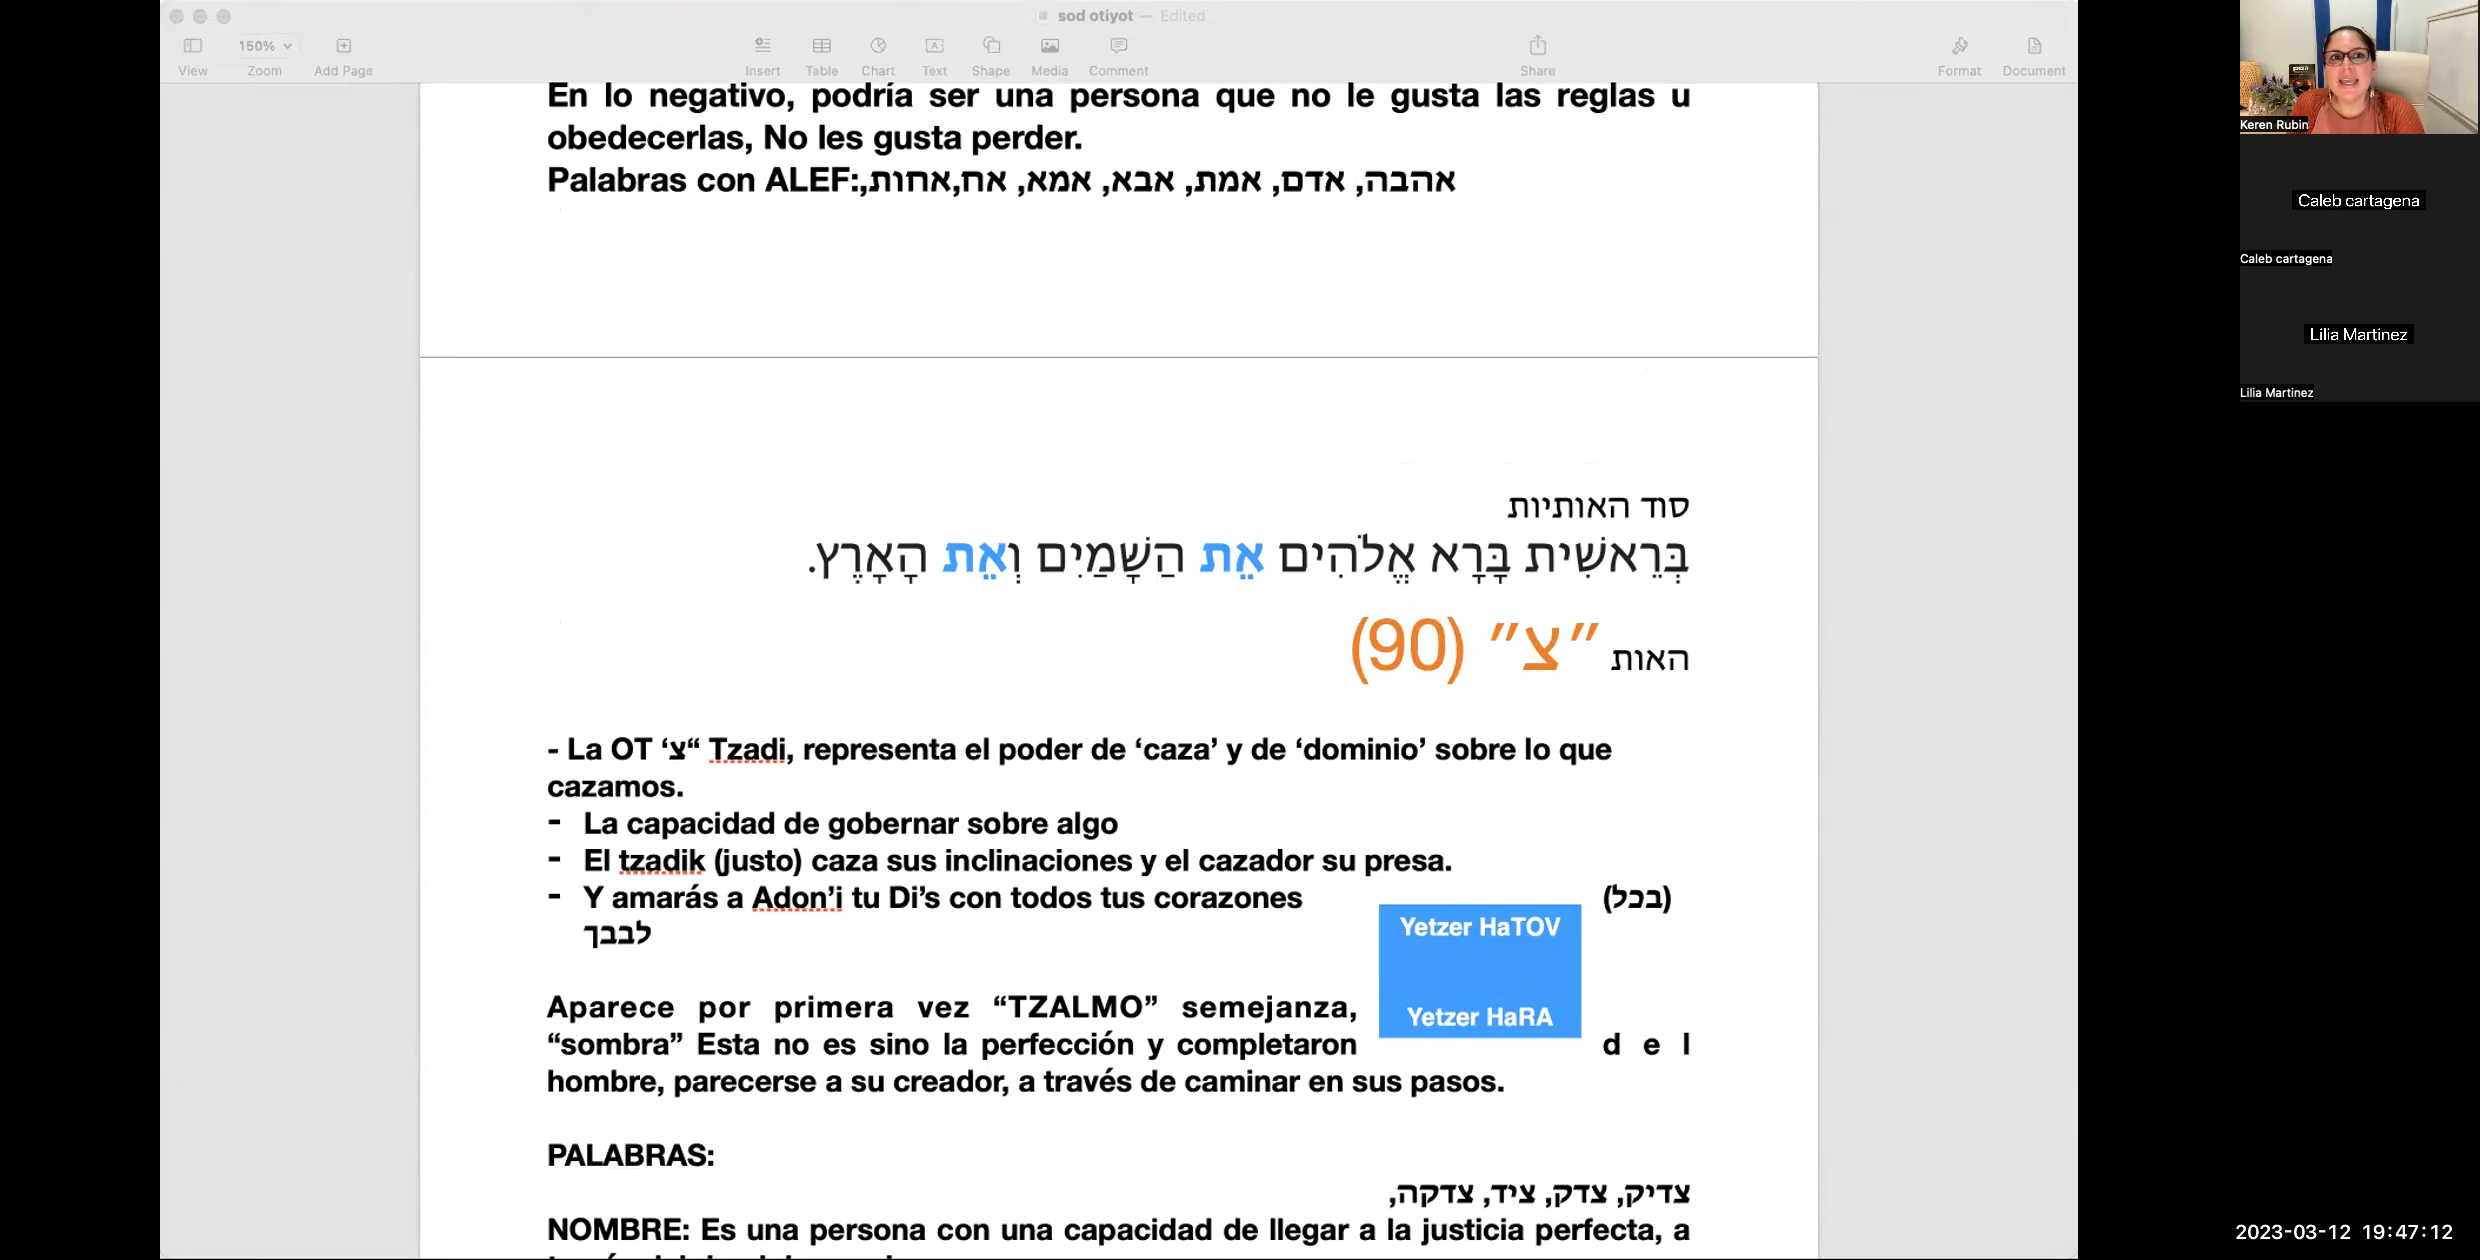 sod otiyot — Edited
150%
View Zoom Add Page Insert Table Chart Text Shape Media Comment Share Format Document
En lo negativo, podría ser una persona que no le gusta las reglas u
obedecerlas, No les gusta perder.
Palabras con ALEF:,אהבה, אדם, אמת, אבא, אמא, אח,אחות
סוד האותיות
בְּרֵאשִׁית בָּרָא אֱלֹהִים אֵת הַשָּׁמַיִם וְאֵת הָאָרֶץ.
האות ״צ״ (90)
- La OT ‘צ“ Tzadi, representa el poder de ‘caza’ y de ‘dominio’ sobre lo que
cazamos.
- La capacidad de gobernar sobre algo
- El tzadik (justo) caza sus inclinaciones y el cazador su presa.
- Y amarás a Adon’i tu Di’s con todos tus corazones (בכל)
לבבך
Yetzer HaTOV
Yetzer HaRA
Aparece por primera vez “TZALMO” semejanza,
“sombra” Esta no es sino la perfección y completaron del
hombre, parecerse a su creador, a través de caminar en sus pasos.
PALABRAS:
צדיק, צדק, ציד, צדקה,
NOMBRE: Es una persona con una capacidad de llegar a la justicia perfecta, a
Keren Rubin
Caleb cartagena
Caleb cartagena
Lilia Martinez
Lilia Martinez
2023-03-12 19:47:12